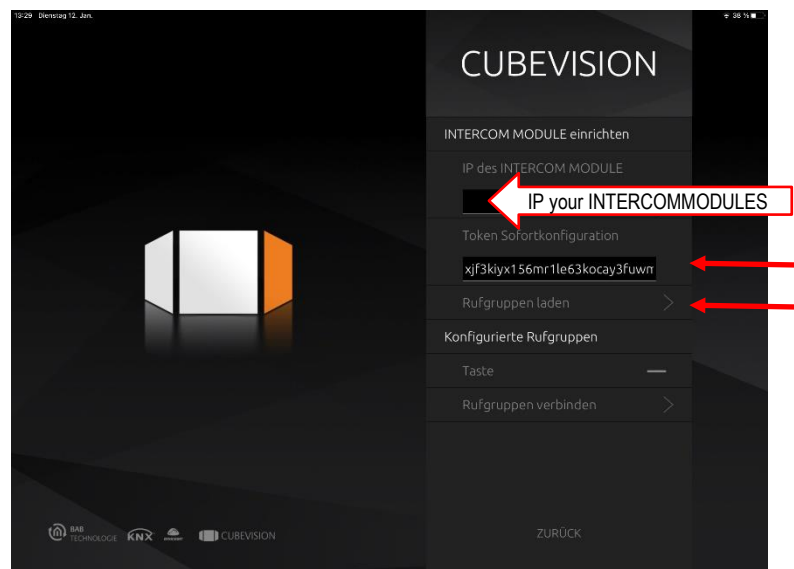 13:29 Dienstag 12. Jan.
38 %
CUBEVISION
INTERCOM MODULE einrichten
IP des INTERCOM MODULE
IP your INTERCOMMODULES
Token Sofortkonfiguration
xjf3kiyx156mr1le63kocay3fuwm
Rufgruppen laden
Konfigurierte Rufgruppen
Taste
Rufgruppen verbinden
BAB
TECHNOLOGIE
KNX
CUBEVISION
ZURÜCK